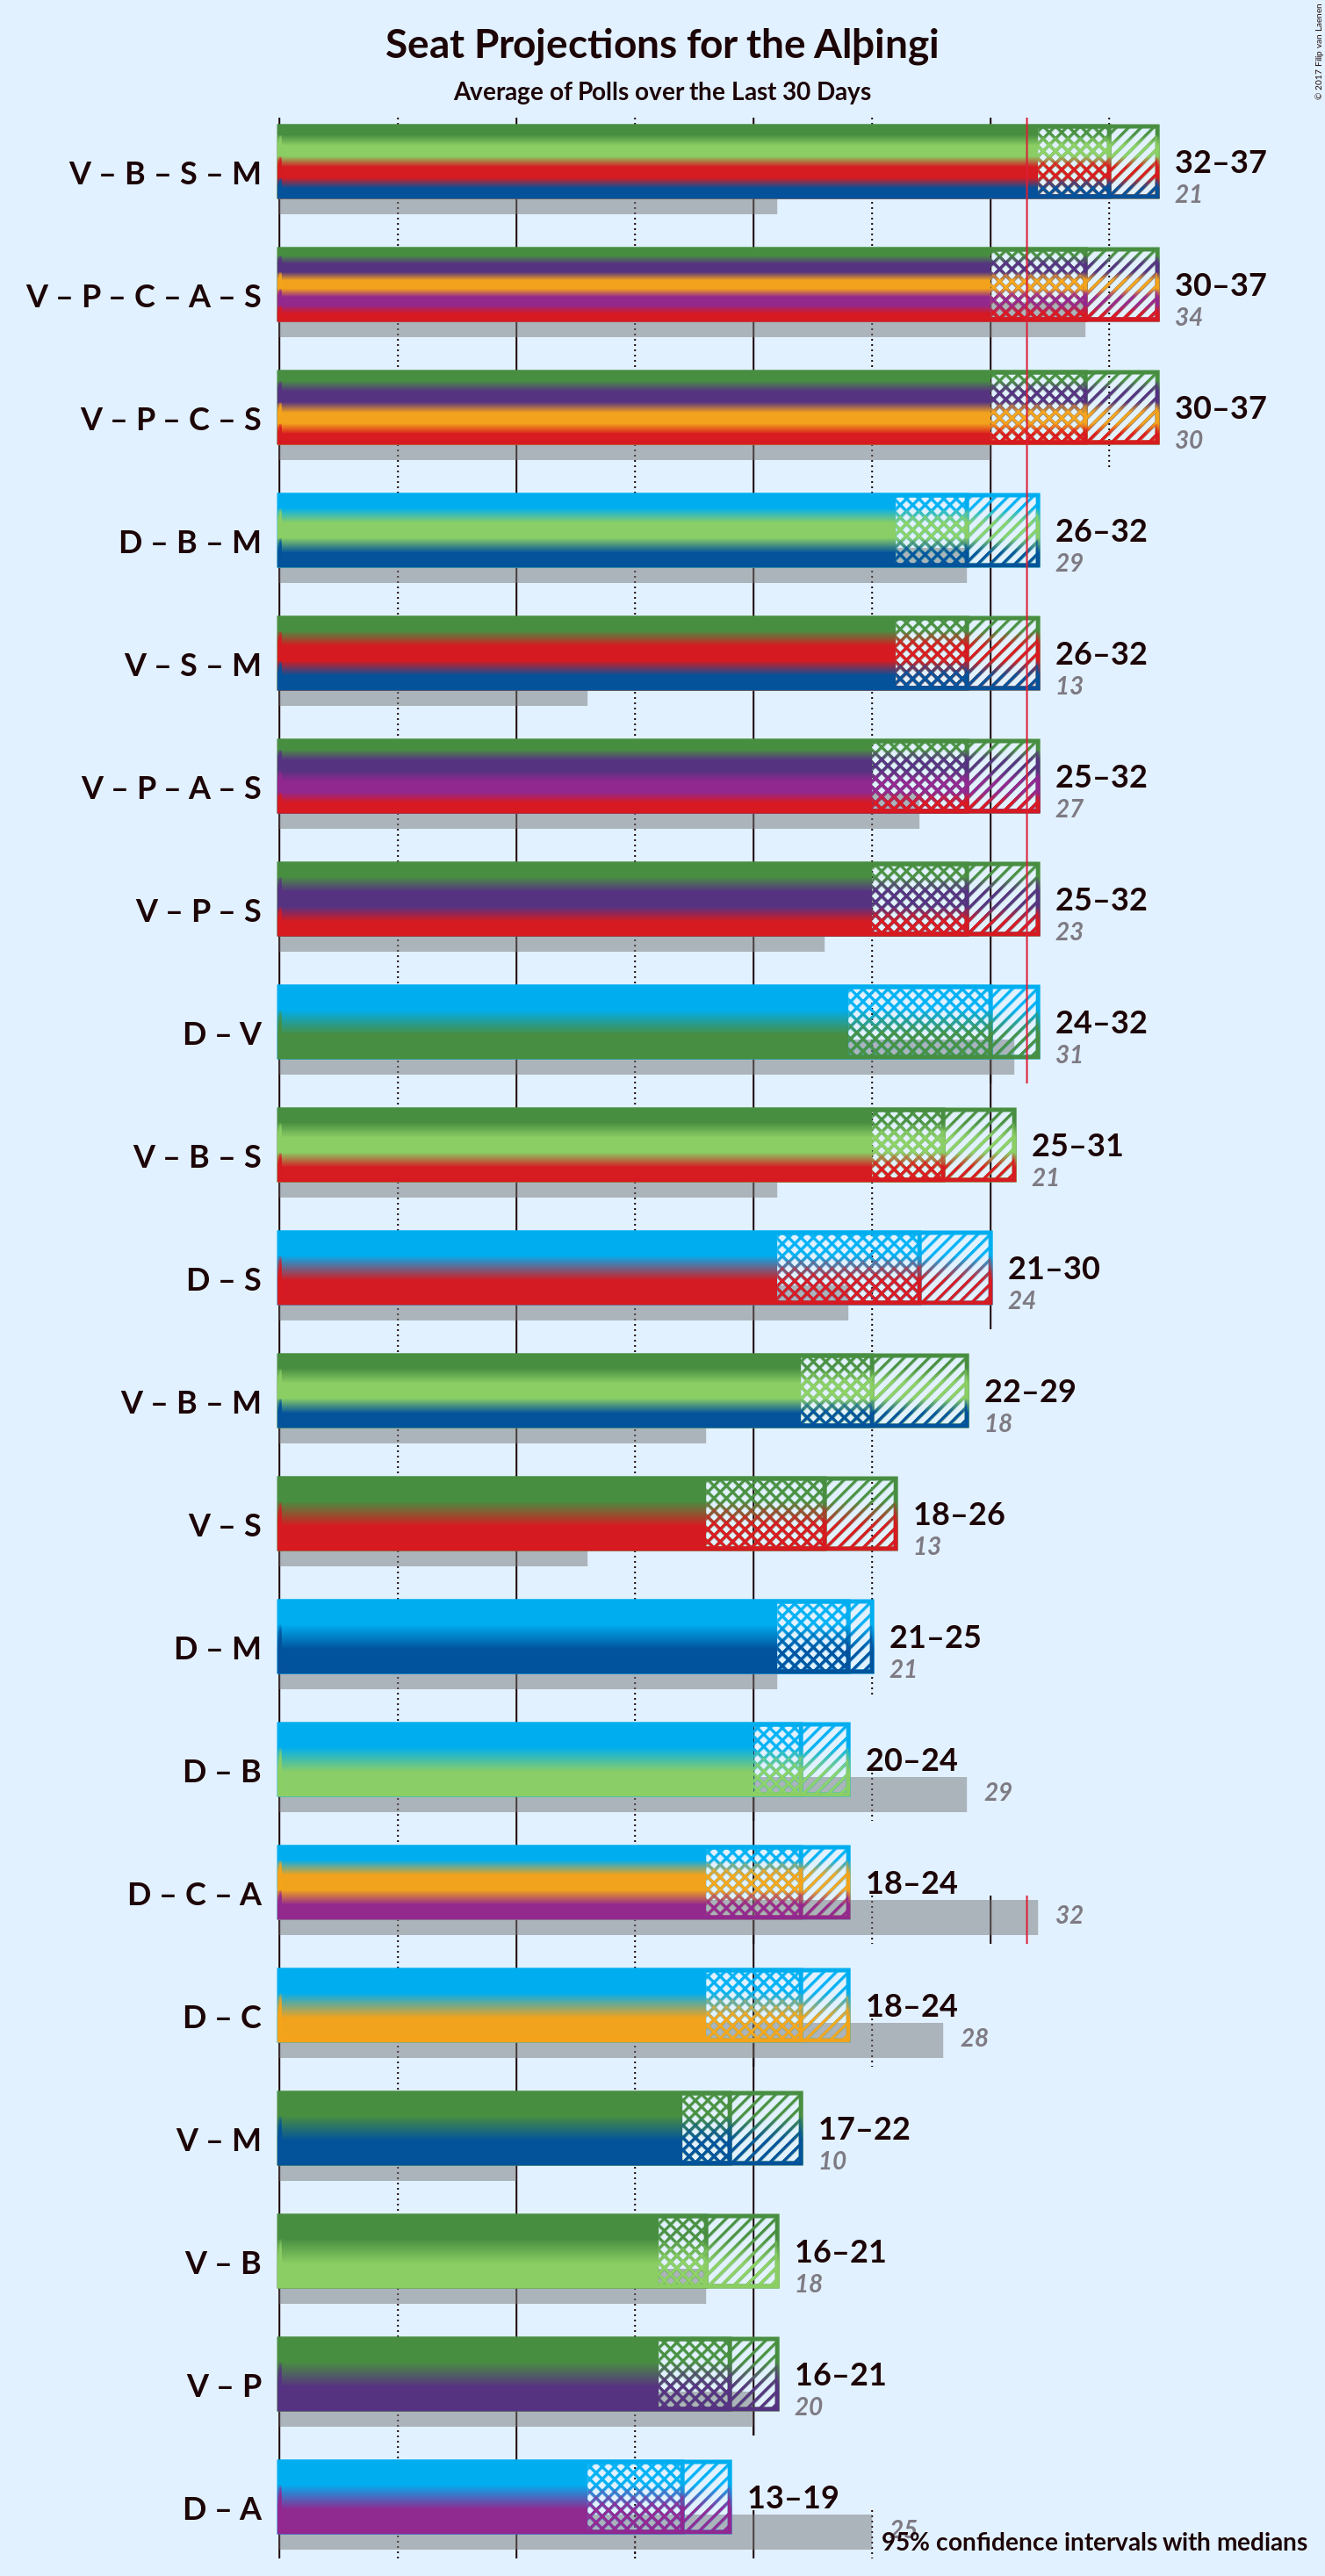 Seat Projections for the Alþingi
Average of Polls over the Last 30 Days
© 2017 Filip van Laenen
V – B – S – M
32–37
21
V – P – C – A – S
30–37
34
V – P – C – S
30–37
30
D – B – M
26–32
29
V – S – M
26–32
13
V – P – A – S
25–32
27
V – P – S
25–32
23
D – V
24–32
31
V – B – S
25–31
21
D – S
21–30
24
V – B – M
22–29
18
V – S
18–26
13
D – M
21–25
21
D – B
20–24
29
D – C – A
18–24
32
D – C
18–24
28
V – M
17–22
10
V – B
16–21
18
V – P
16–21
20
D – A
13–19
25
95% confidence intervals with medians